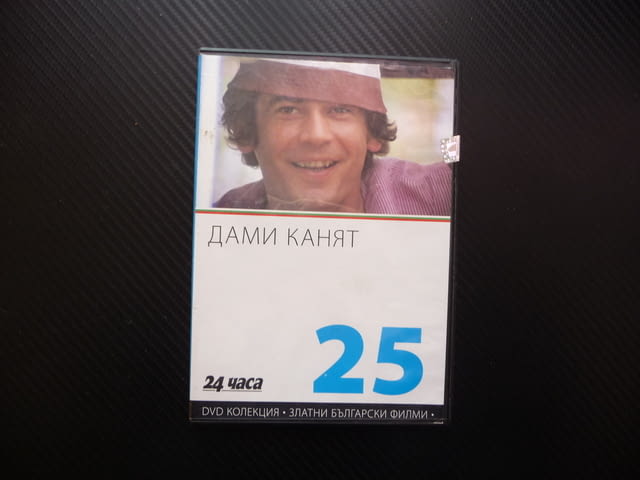 ДАМИ КАНЯТ
25
24 часа
DVD КОЛЕКЦИЯ • ЗЛАТНИ БЪЛГАРСКИ ФИЛМИ •